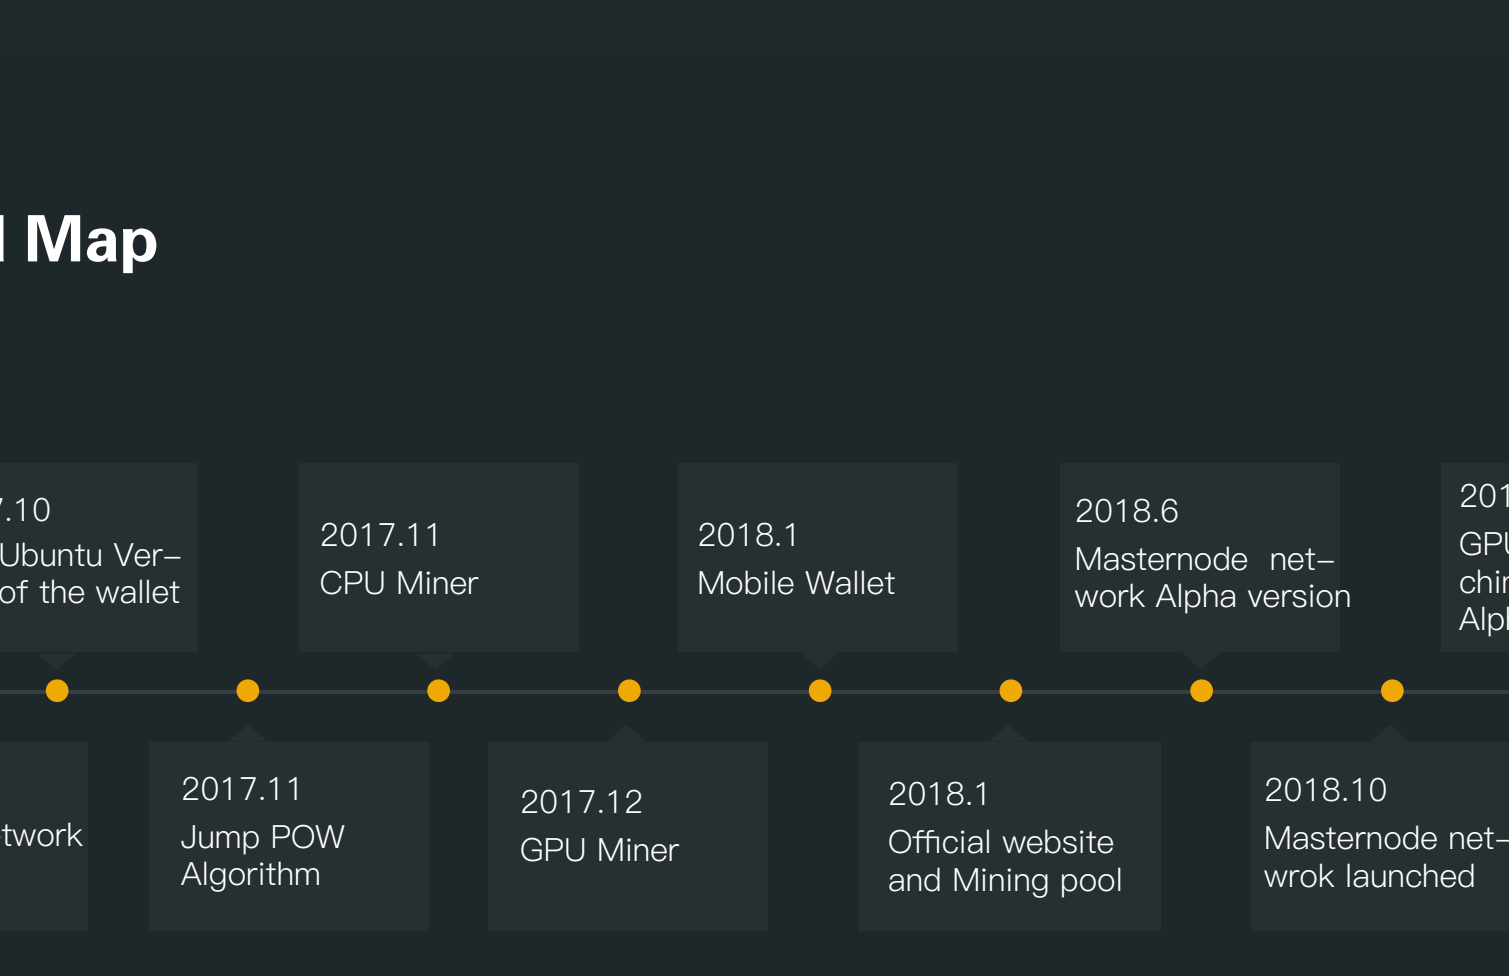 Map
.10
Ubuntu Ver-
of the wallet
2017.11
CPU Miner
2018.1
Mobile Wallet
2018.6
Masternode net-
work Alpha version
2017.11
Jump POW
Algorithm
2017.12
GPU Miner
2018.1
Official website
and Mining pool
2018.10
Masternode net-
wrok launched